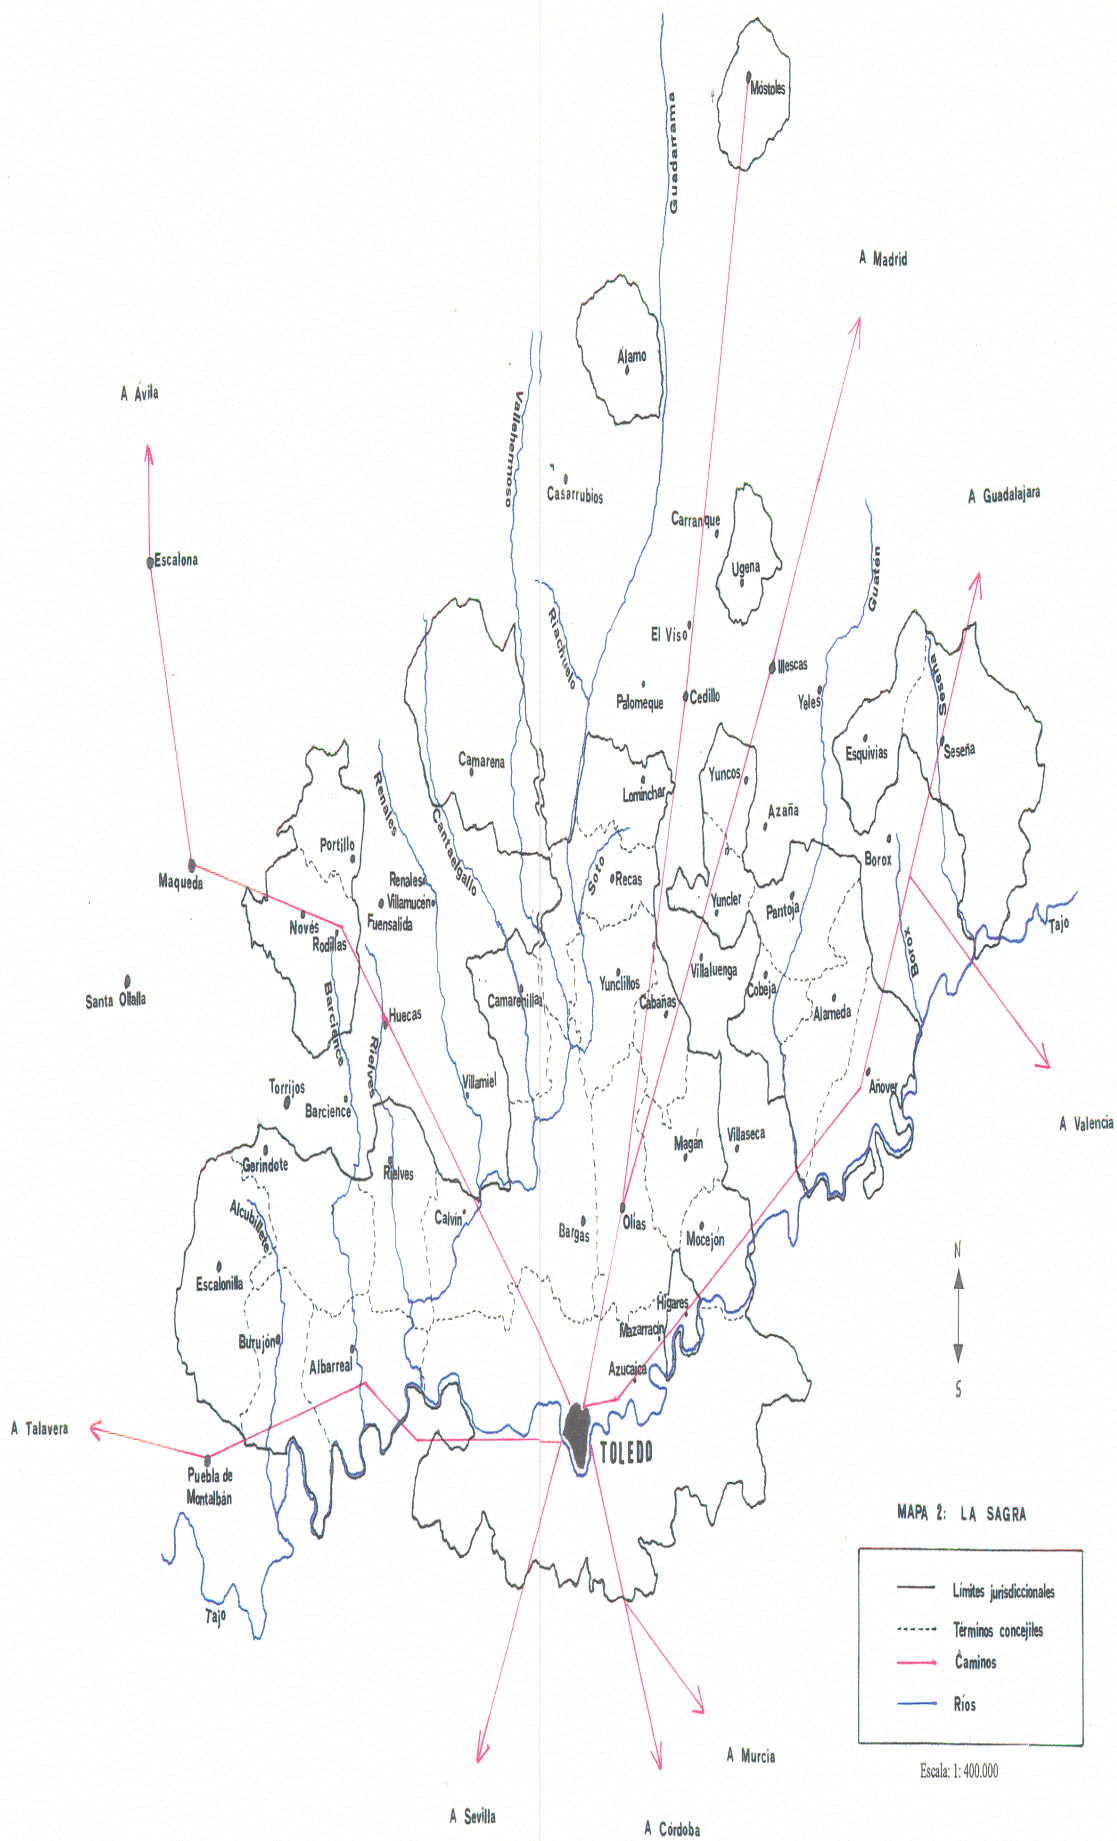 Móstoles
Guadarrama
A Madrid
Álamo
A Ávila
Vallehermoso
Casarrubios
A Guadalajara
Carranque
Escalona
Ugena
Guatén
Riachuelo
El Viso
Illescas
Seseña
Palomeque
Cedillo
Yeles
Esquivias
Seseña
Camarena
Yuncos
Lominchar
Renales
Cantaelgallo
Azaña
Portillo
Borox
Maqueda
Soto
Recas
Renales
Villamucén
Yuncler
Pantoja
Novés
Fuensalida
Tajo
Rodillas
Borox
Villaluenga
Yunclillos
Santa Olalla
Camarenilla
Cabañas
Cobeja
Barcience
Huecas
Alameda
Rielves
Villamiel
Añover
Torrijos
Barcience
A Valencia
Magán
Villaseca
Gerindote
Rielves
Alcubillete
Calvín
Bargas
Olías
Mocejón
N
Escalonilla
Higares
Mazarracín
Burujón
Albarreal
Azucaica
S
A Talavera
TOLEDO
Puebla de
Montalbán
MAPA 2: LA SAGRA
Límites jurisdiccionales
Tajo
Términos concejiles
Caminos
Ríos
A Murcia
Escala: 1: 400.000
A Sevilla
A Córdoba